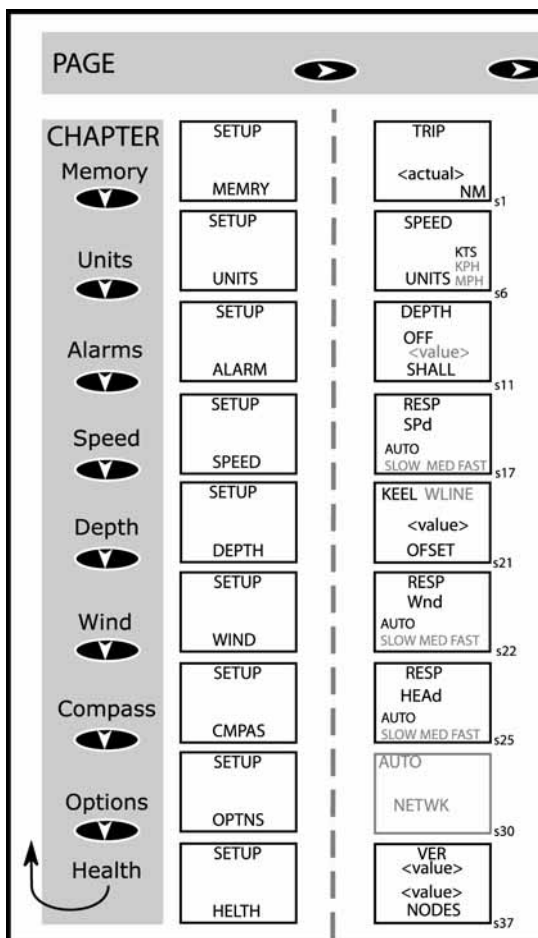 PAGE
CHAPTER
Memory
SETUP
MEMRY
TRIP
<actual>
NM
s1
Units
SETUP
UNITS
SPEED
KTS
KPH
UNITS MPH
s6
Alarms
SETUP
ALARM
DEPTH
OFF
<value>
SHALL
s11
Speed
SETUP
SPEED
RESP
SPd
AUTO
SLOW MED FAST
s17
Depth
SETUP
DEPTH
KEEL WLINE
<value>
OFSET
s21
Wind
SETUP
WIND
RESP
Wnd
AUTO
SLOW MED FAST
s22
Compass
SETUP
CMPAS
RESP
HEAd
AUTO
SLOW MED FAST
s25
Options
SETUP
OPTNS
AUTO
NETWK
s30
Health
SETUP
HELTH
VER
<value>
<value>
NODES
s37